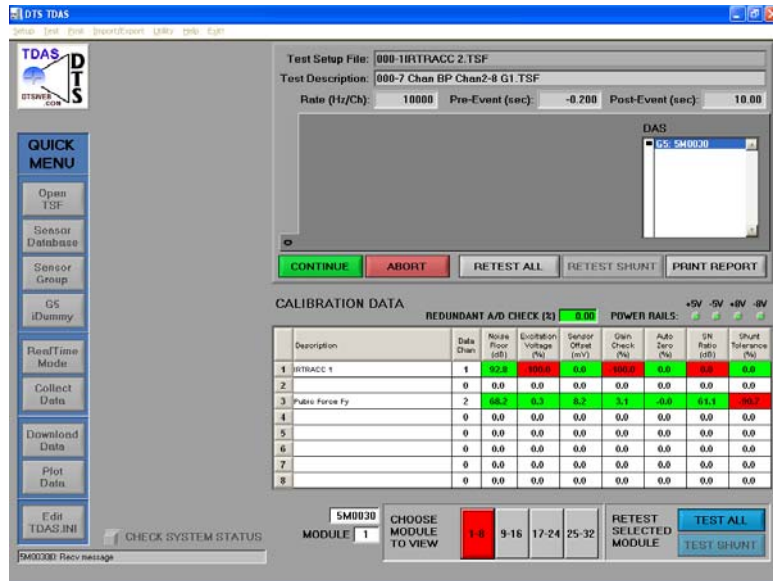 DTS TDAS
Setup Test Post Import/Export Utility Help Exit
TDAS
DTS
DTSWEB
.COM
Test Setup File: 000-1IRTRACC 2.TSF
Test Description: 000-7 Chan BP Chan2-8 G1.TSF
Rate (Hz/Ch): 10000 Pre-Event (sec): -0.200 Post-Event (sec): 10.00
DAS
G5: 5M0030
0
QUICK
MENU
Open
TSF
Sensor
Database
Sensor
Group
G5
iDummy
RealTime
Mode
Collect
Data
Download
Data
Plot
Data
Edit
TDAS.INI
CONTINUE ABORT RETEST ALL RETEST SHUNT PRINT REPORT
CALIBRATION DATA
REDUNDANT A/D CHECK (%) 0.00 POWER RAILS: +5V -5V +8V -8V
Description Data Chan Noise Floor (dB) Excitation Voltage (%) Sensor Offset (mV) Gain Check (%) Auto Zero (%) SN Ratio (dB) Shunt Tolerance (%)
1 IRTRACC 1 1 92.8 -100.0 0.0 -100.0 0.0 0.0 0.0
2 0 0.0 0.0 0.0 0.0 0.0 0.0 0.0
3 Pubic Force Fy 2 68.2 0.3 8.2 3.1 -0.0 61.1 -90.7
4 0 0.0 0.0 0.0 0.0 0.0 0.0 0.0
5 0 0.0 0.0 0.0 0.0 0.0 0.0 0.0
6 0 0.0 0.0 0.0 0.0 0.0 0.0 0.0
7 0 0.0 0.0 0.0 0.0 0.0 0.0 0.0
8 0 0.0 0.0 0.0 0.0 0.0 0.0 0.0
CHECK SYSTEM STATUS
5M0030
MODULE 1
CHOOSE
MODULE
TO VIEW
1-8 9-16 17-24 25-32
RETEST
SELECTED
MODULE
TEST ALL
TEST SHUNT
5M0030: Recv message